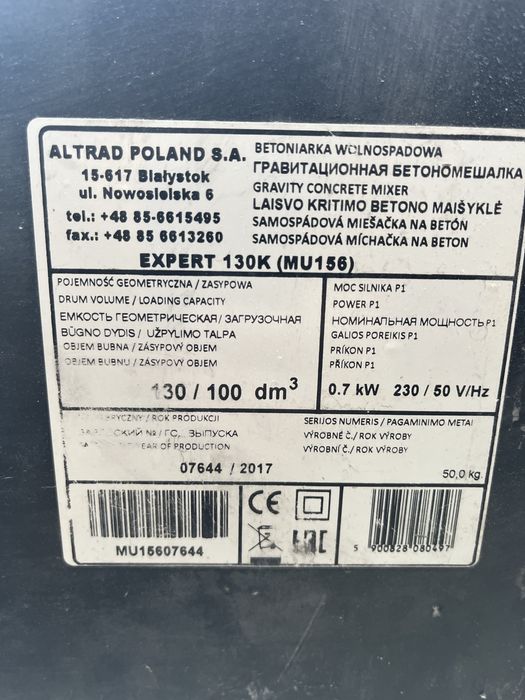 ALTRAD POLAND S.A.
15-617 Białystok
ul. Nowosielska 6
tel.: +48 85-6615495
fax.: +48 85 6613260
BETONIARKA WOLNOSPADOWA
ГРАВИТАЦИОННАЯ БЕТОНОМЕШАЛКА
GRAVITY CONCRETE MIXER
LAISVO KRITIMO BETONO MAIŠYKLĖ
SAMOSPÁDOVÁ MIEŠAČKA NA BETÓN
SAMOSPÁDOVÁ MÍCHAČKA NA BETON
EXPERT 130K (MU156)
POJEMNOŚĆ GEOMETRYCZNA / ZASYPOWA
DRUM VOLUME / LOADING CAPACITY
ЕМКОСТЬ ГЕОМЕТРИЧЕСКАЯ / ЗАГРУЗОЧНАЯ
BŪGNO DYDIS / UŽPYLIMO TALPA
OBJEM BUBNA / ZÁSYPOVÝ OBJEM
OBJEM BUBNU / ZÁSYPOVÝ OBJEM
130 / 100 dm³
MOC SILNIKA P1
POWER P1
НОМИНАЛЬНАЯ МОЩНОСТЬ P1
GALIOS POREIKIS P1
PRÍKON P1
PŘÍKON P1
0.7 kW 230 / 50 V/Hz
/ ROK PRODUKCJI
№ / ВЫПУСКА
OF PRODUCTION
SERIJOS NUMERIS / PAGAMINIMO METAI
VÝROBNÉ Č./ ROK VÝROBY
VÝROBNÍ Č./ ROK VÝROBY
07644 / 2017
50,0 kg
MU15607644
CE
EAC
5 900828 080497